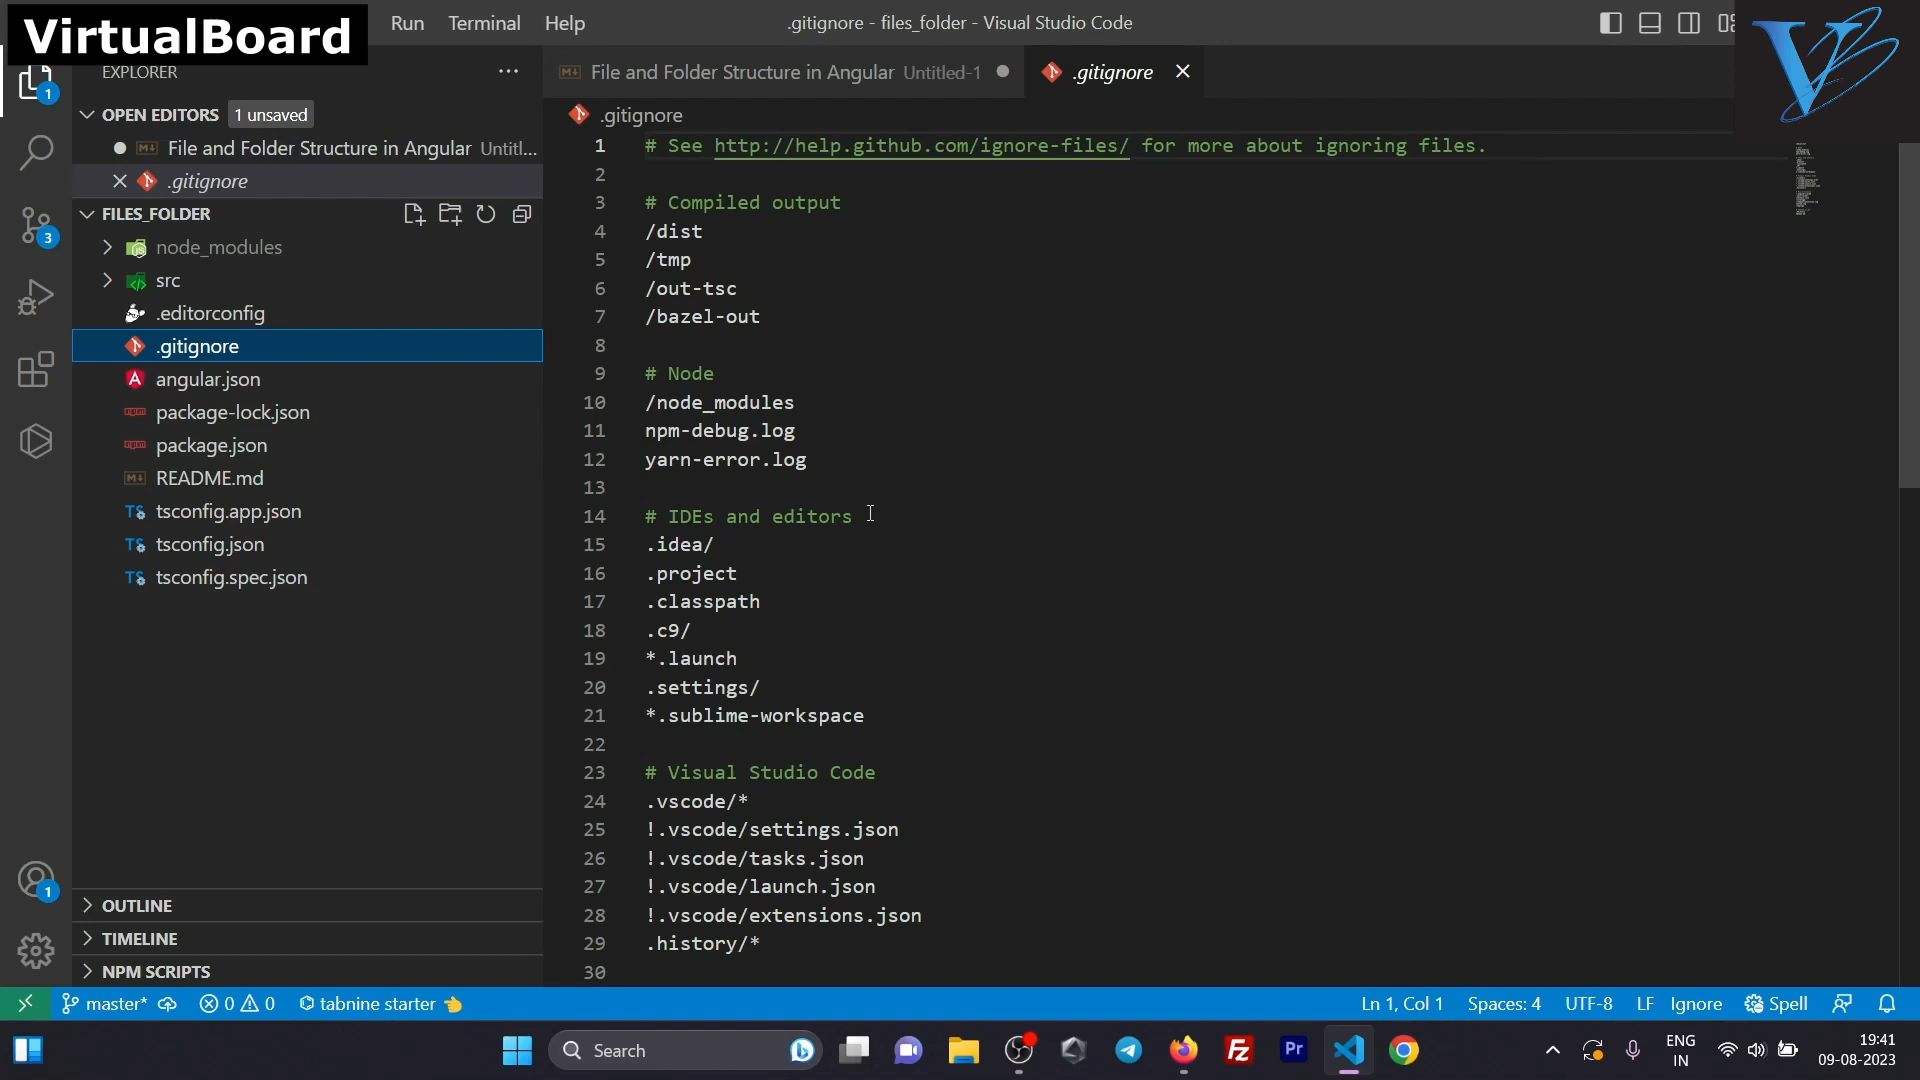 VirtualBoard
Run Terminal Help
.gitignore - files_folder - Visual Studio Code
EXPLORER
OPEN EDITORS 1 unsaved
File and Folder Structure in Angular Untitl...
.gitignore
FILES_FOLDER
node_modules
src
.editorconfig
.gitignore
angular.json
package-lock.json
package.json
README.md
tsconfig.app.json
tsconfig.json
tsconfig.spec.json
OUTLINE
TIMELINE
NPM SCRIPTS
1
3
1
File and Folder Structure in Angular Untitled-1
.gitignore
.gitignore
1 # See http://help.github.com/ignore-files/ for more about ignoring files.
2
3 # Compiled output
4 /dist
5 /tmp
6 /out-tsc
7 /bazel-out
8
9 # Node
10 /node_modules
11 npm-debug.log
12 yarn-error.log
13
14 # IDEs and editors
15 .idea/
16 .project
17 .classpath
18 .c9/
19 *.launch
20 .settings/
21 *.sublime-workspace
22
23 # Visual Studio Code
24 .vscode/*
25 !.vscode/settings.json
26 !.vscode/tasks.json
27 !.vscode/launch.json
28 !.vscode/extensions.json
29 .history/*
30
master* 0 0 tabnine starter
Ln 1, Col 1 Spaces: 4 UTF-8 LF Ignore Spell
Search
Fz
Pr
ENG
IN
19:41
09-08-2023